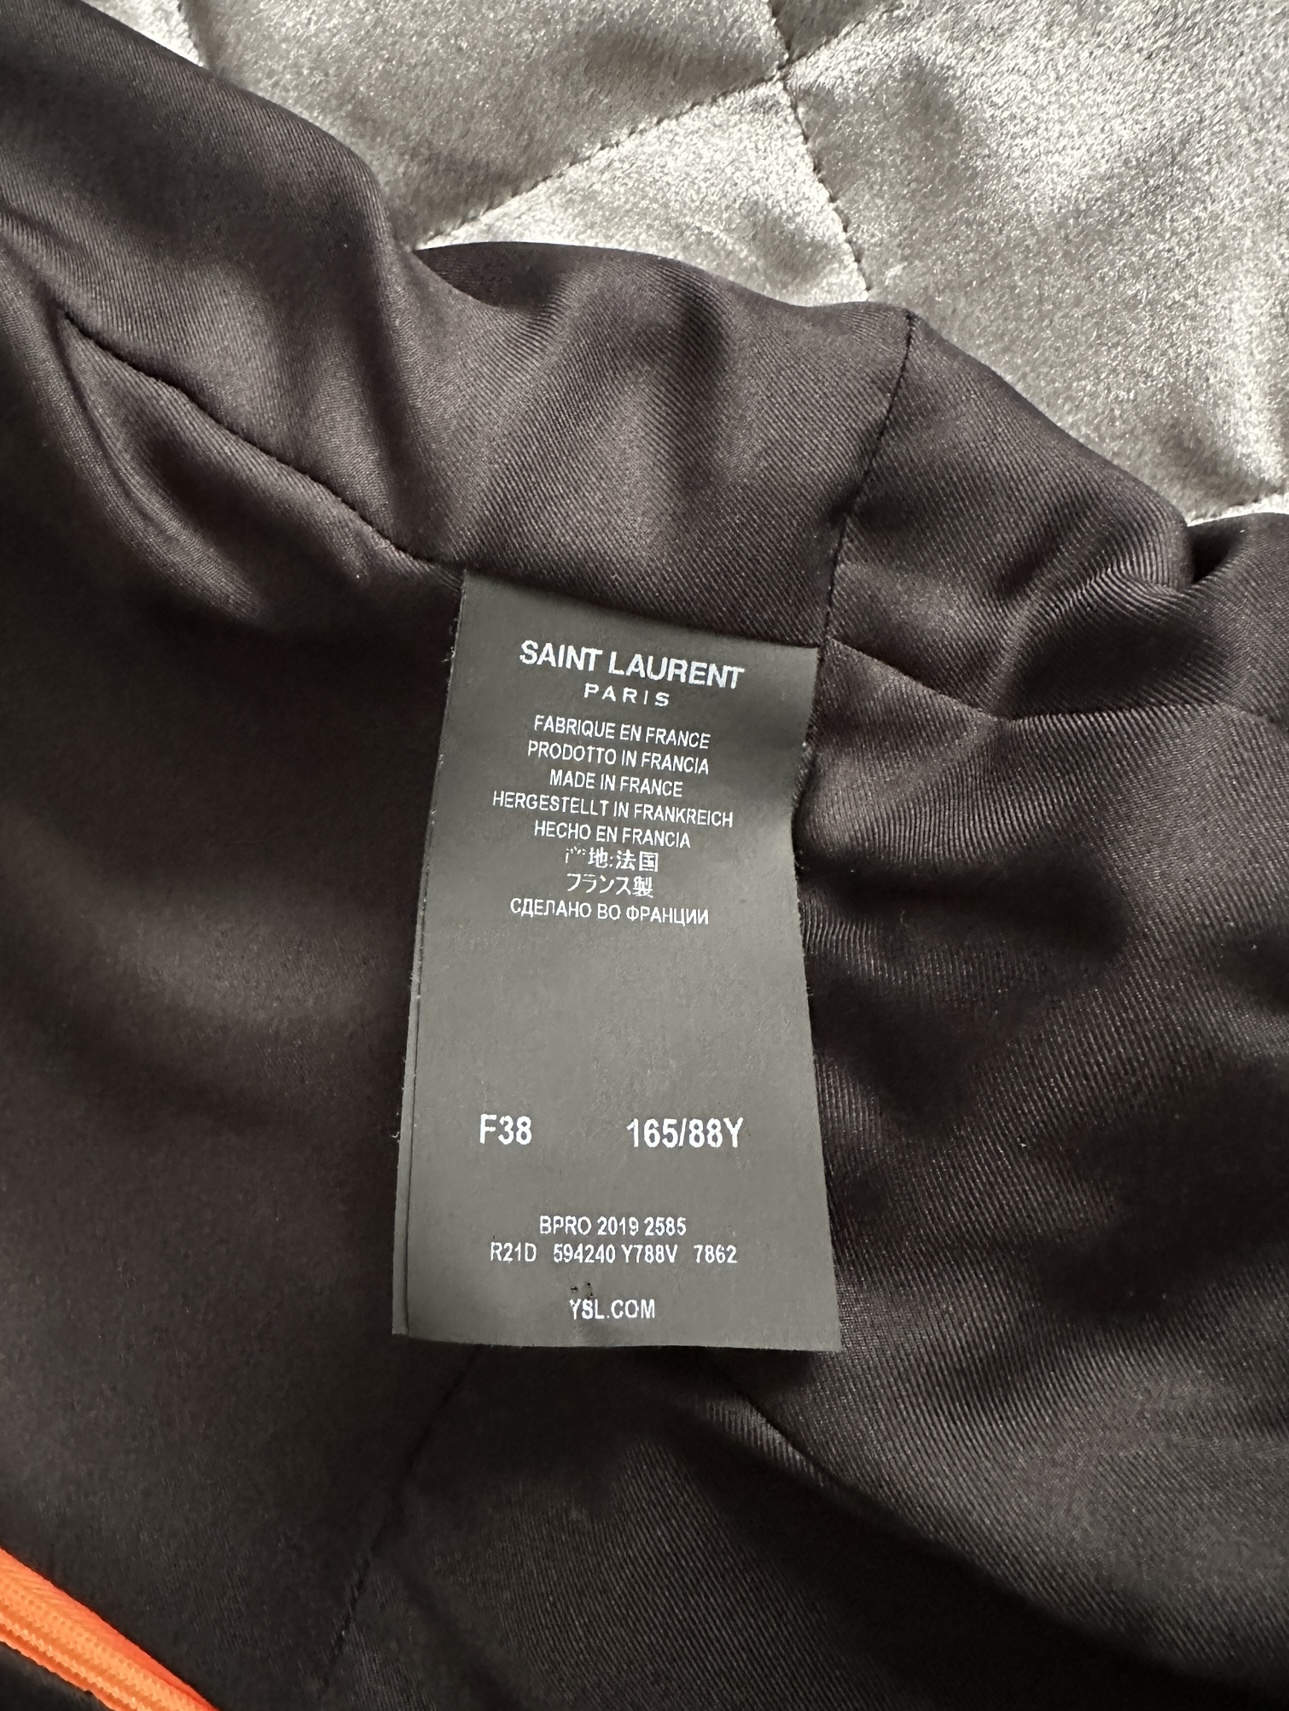 SAINT LAURENT
PARIS
FABRIQUE EN FRANCE
PRODOTTO IN FRANCIA
MADE IN FRANCE
HERGESTELLT IN FRANKREICH
HECHO EN FRANCIA
产地:法国
フランス製
СДЕЛАНО ВО ФРАНЦИИ
F38 165/88Y
BPRO 2019 2585
R21D 594240 Y788V 7862
YSL.COM